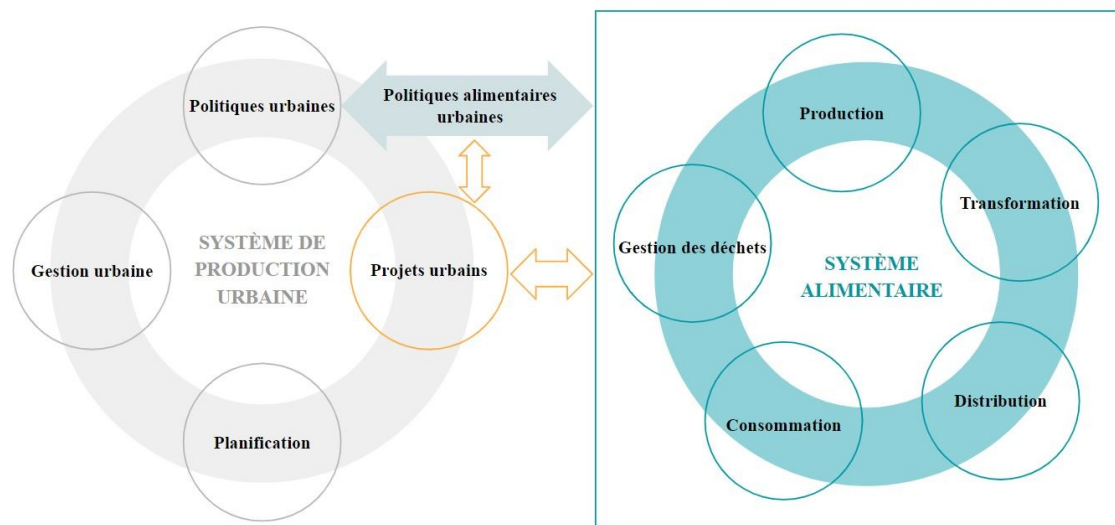 Politiques urbaines
Politiques alimentaires
urbaines
Gestion urbaine
SYSTÈME DE
PRODUCTION
URBAINE
Projets urbains
Planification
Production
Transformation
Gestion des déchets
SYSTÈME
ALIMENTAIRE
Distribution
Consommation